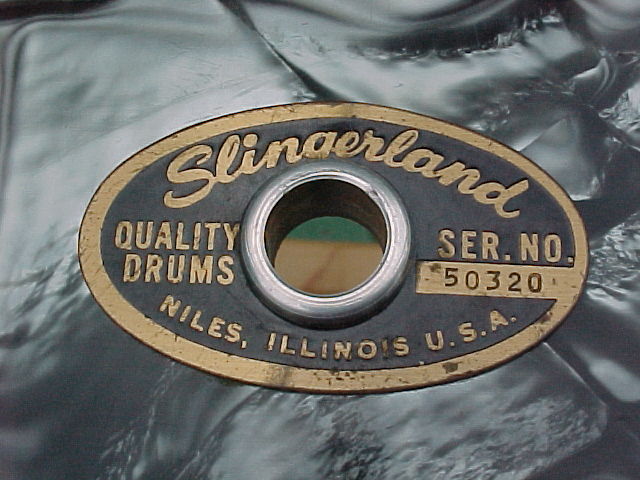 Slingerland
QUALITY
DRUMS
SER. NO.
50320
NILES, ILLINOIS U.S.A.